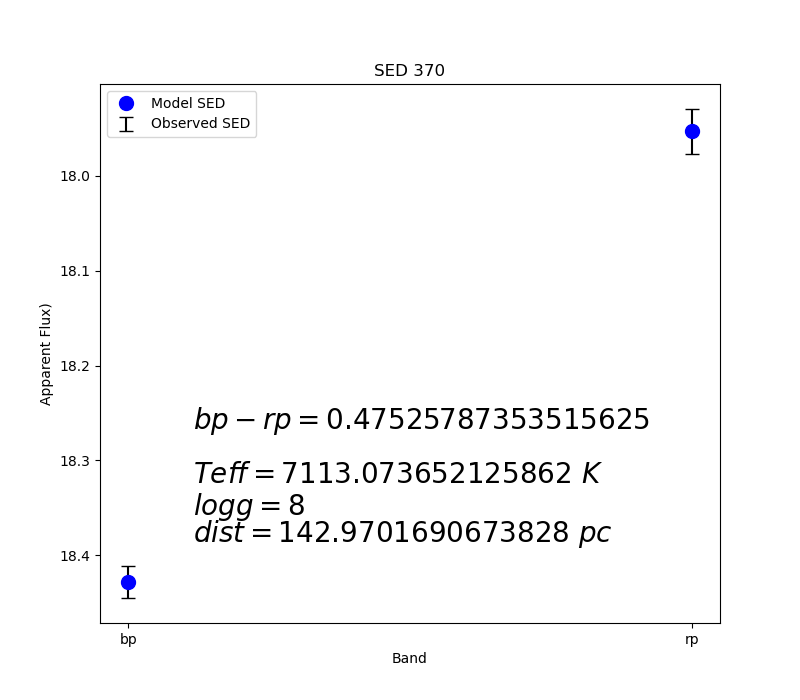 SED 370
Model SED
Observed SED
18.0
18.1
18.2
18.3
18.4
Apparent Flux)
bp − rp = 0.47525787353515625
Teff = 7113.073652125862 K
logg = 8
dist = 142.9701690673828 pc
bp
rp
Band